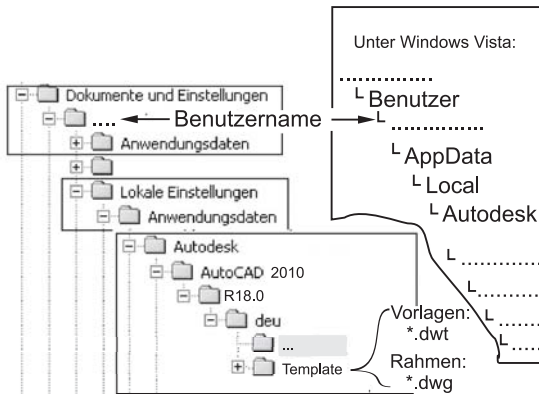 Unter Windows Vista:
....................
Dokumente und Einstellungen
└ Benutzer
.... Benutzername └ ....................
Anwendungsdaten
└ AppData
Lokale Einstellungen
└ Local
Anwendungsdaten
└ Autodesk
Autodesk
└ ............
AutoCAD 2010
R18.0
└ ............
Vorlagen:
deu
*.dwt
└ ............
...
Rahmen:
└ ............
Template
*.dwg